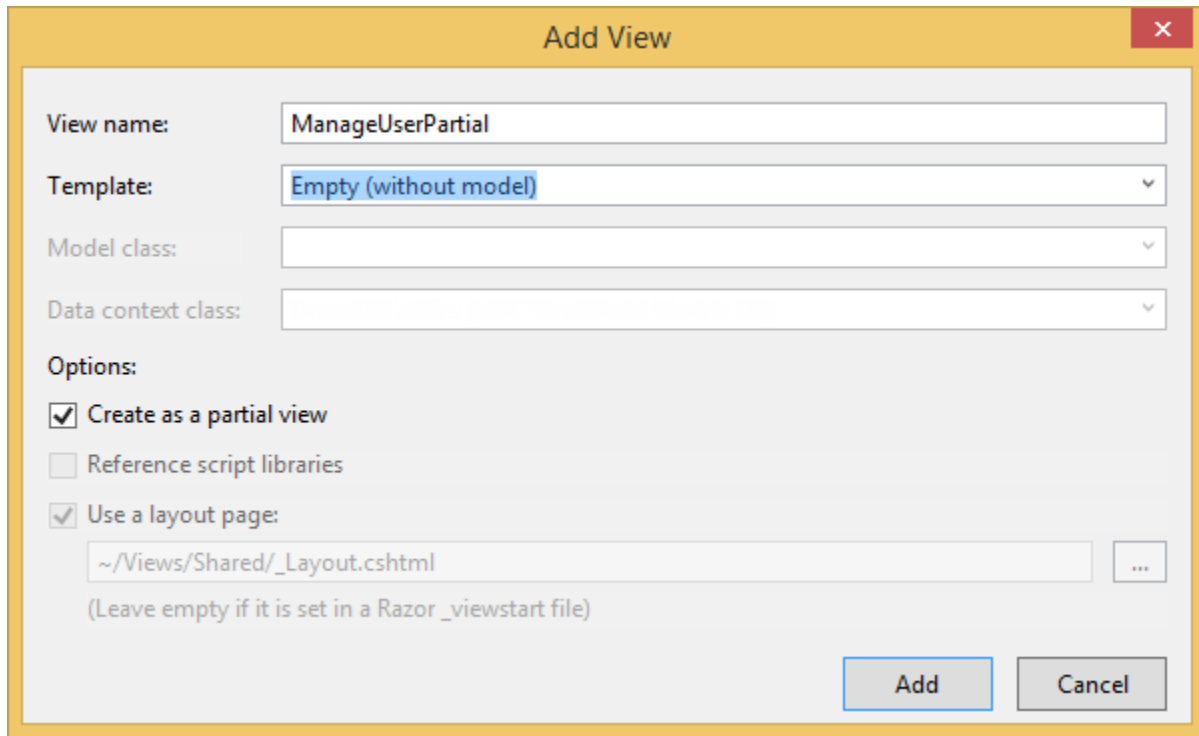 Add View
View name: ManageUserPartial
Template: Empty (without model)
Model class:
Data context class:
Options:
Create as a partial view
Reference script libraries
Use a layout page:
~/Views/Shared/_Layout.cshtml ...
(Leave empty if it is set in a Razor _viewstart file)
Add Cancel